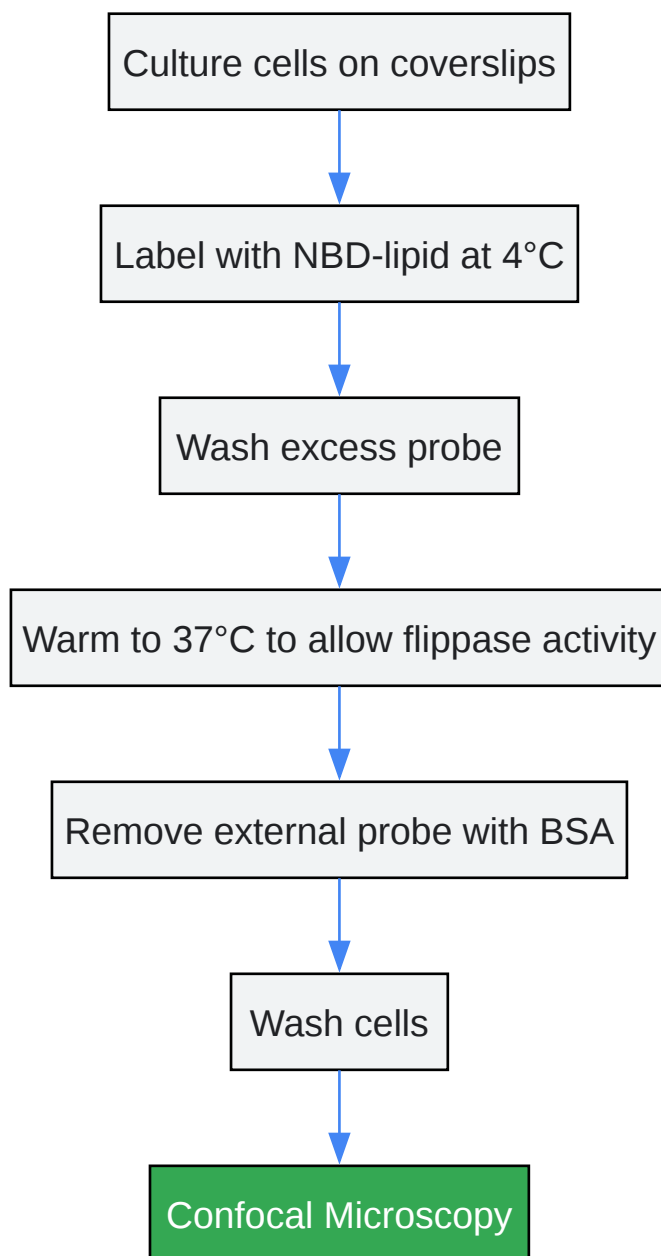 Culture cells on coverslips
Label with NBD-lipid at 4°C
Wash excess probe
Warm to 37°C to allow flippase activity
Remove external probe with BSA
Wash cells
Confocal Microscopy